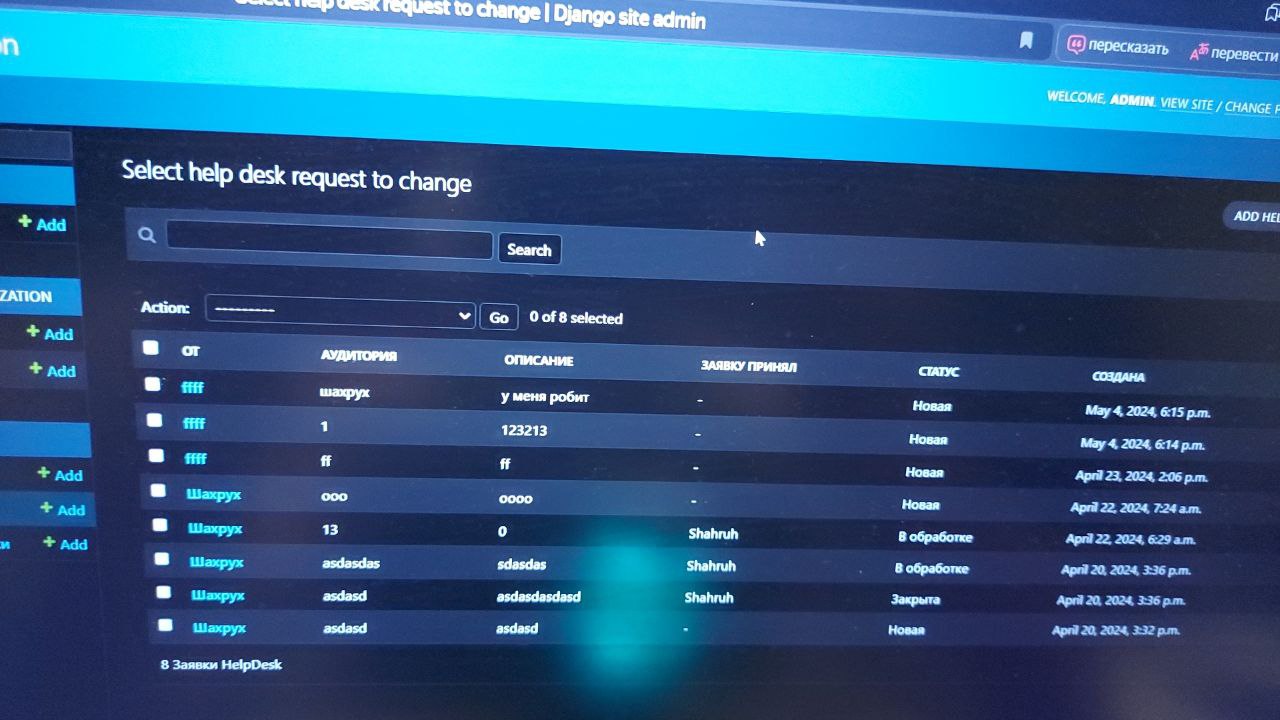 Select help desk request to change | Django site admin
пересказать
перевести
WELCOME, ADMIN. VIEW SITE / CHANGE P
Select help desk request to change
ADD HEL
Add
Search
ZATION
Action: --------- Go 0 of 8 selected
Add
Add
ОТ АУДИТОРИЯ ОПИСАНИЕ ЗАЯВКУ ПРИНЯЛ СТАТУС СОЗДАНА
ffff шахрух у меня робит - Новая May 4, 2024, 6:15 p.m.
ffff 1 123213 - Новая May 4, 2024, 6:14 p.m.
ffff ff ff - Новая April 23, 2024, 2:06 p.m.
Add
Шахрух ооо оооо - Новая April 22, 2024, 7:24 a.m.
Add
Шахрух 13 0 Shahruh В обработке April 22, 2024, 6:29 a.m.
ки Add
Шахрух asdasdas sdasdas Shahruh В обработке April 20, 2024, 3:36 p.m.
Шахрух asdasd asdasdasdasd Shahruh Закрыта April 20, 2024, 3:36 p.m.
Шахрух asdasd asdasd - Новая April 20, 2024, 3:32 p.m.
8 Заявки HelpDesk